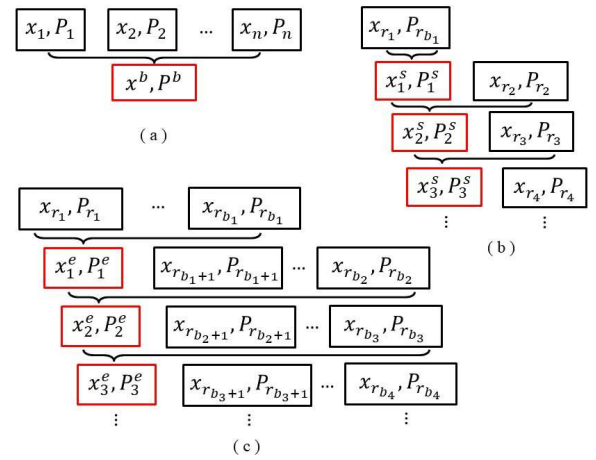 x_1, P_1 x_2, P_2 ... x_n, P_n
x^b, P^b
( a )
x_{r_1}, P_{r_{b_1}}
x_1^s, P_1^s x_{r_2}, P_{r_2}
x_2^s, P_2^s x_{r_3}, P_{r_3}
x_3^s, P_3^s x_{r_4}, P_{r_4}
⋮ ⋮
( b )
x_{r_1}, P_{r_1} ... x_{r_{b_1}}, P_{r_{b_1}}
x_1^e, P_1^e x_{r_{b_1+1}}, P_{r_{b_1+1}} ... x_{r_{b_2}}, P_{r_{b_2}}
x_2^e, P_2^e x_{r_{b_2+1}}, P_{r_{b_2+1}} ... x_{r_{b_3}}, P_{r_{b_3}}
x_3^e, P_3^e x_{r_{b_3+1}}, P_{r_{b_3+1}} ... x_{r_{b_4}}, P_{r_{b_4}}
⋮ ⋮ ⋮
( c )